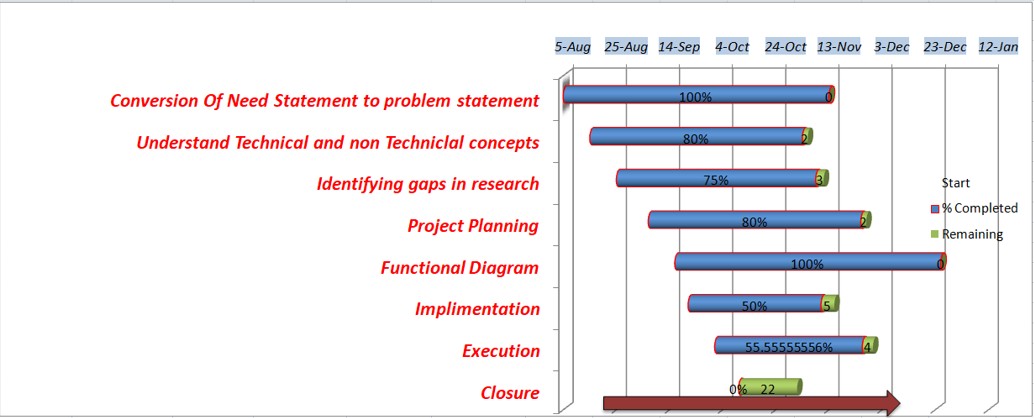 5-Aug 25-Aug 14-Sep 4-Oct 24-Oct 13-Nov 3-Dec 23-Dec 12-Jan
Conversion Of Need Statement to problem statement 100% 0
Understand Technical and non Techniclal concepts 80% 2
Identifying gaps in research 75% 3
Start
% Completed
Remaining
Project Planning 80% 2
Functional Diagram 100% 0
Implimentation 50% 5
Execution 55.55555556% 4
Closure 0% 22